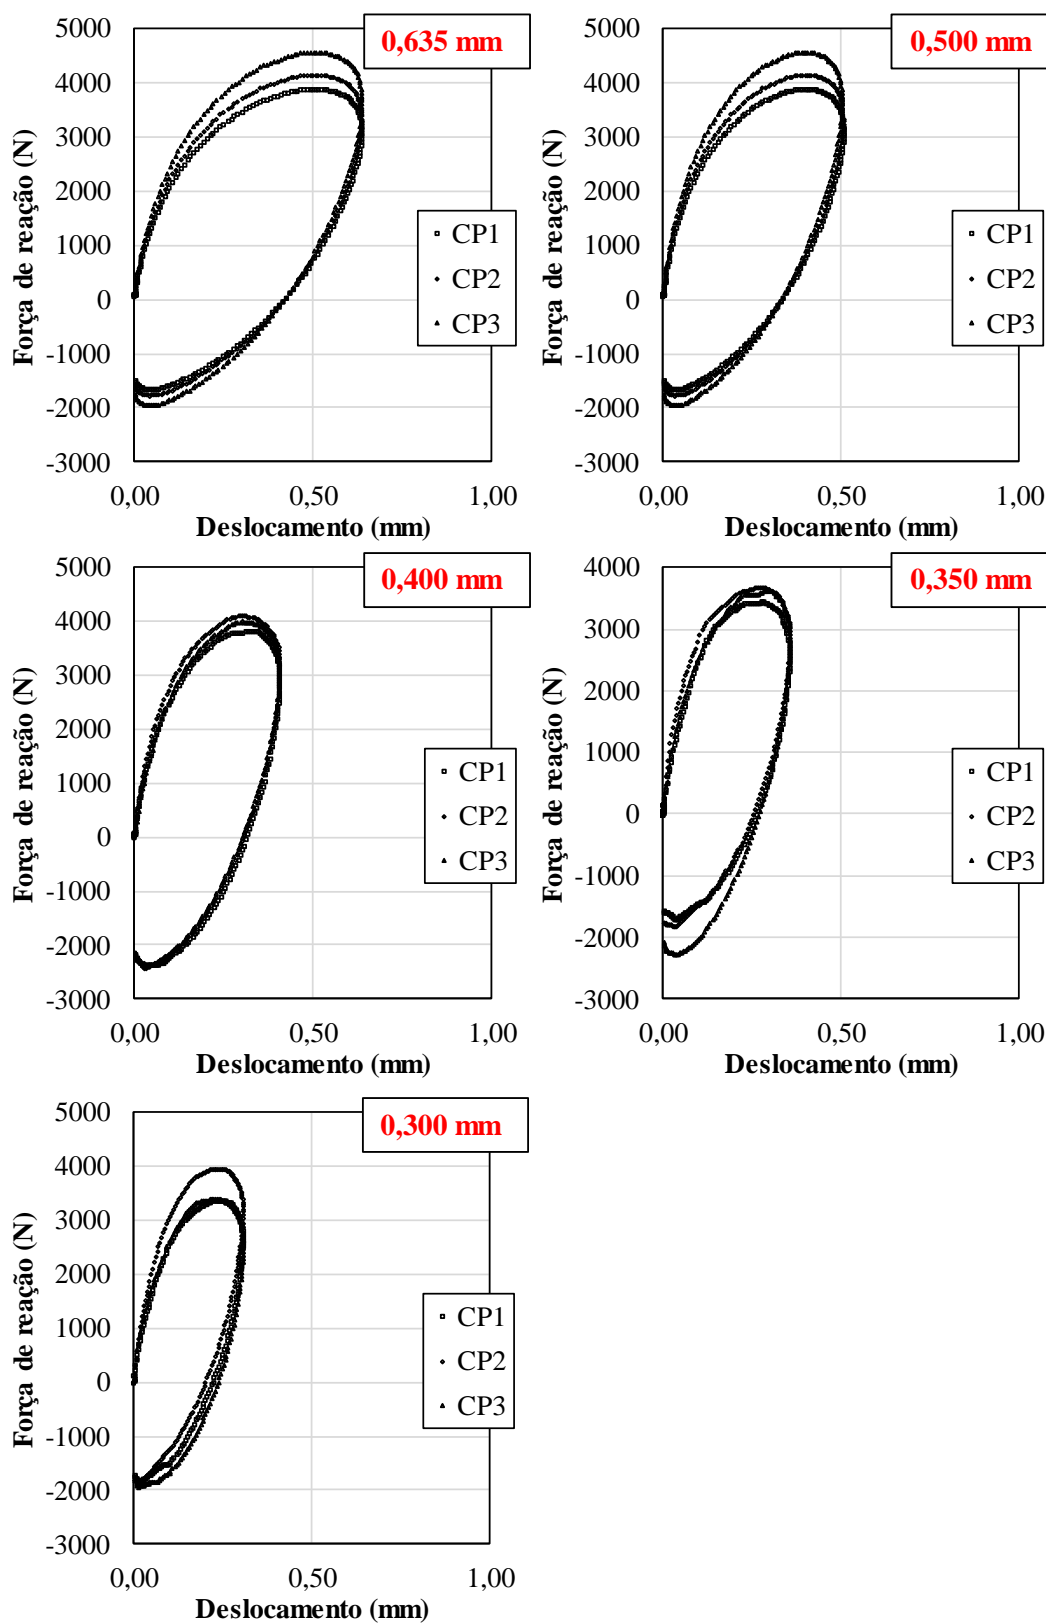 0,635 mm
5000
4000
3000
2000
1000
0
-1000
-2000
-3000
Força de reação (N)
CP1
CP2
CP3
0,00 0,50 1,00
Deslocamento (mm)
0,500 mm
5000
4000
3000
2000
1000
0
-1000
-2000
-3000
Força de reação (N)
CP1
CP2
CP3
0,00 0,50 1,00
Deslocamento (mm)
0,400 mm
5000
4000
3000
2000
1000
0
-1000
-2000
-3000
Força de reação (N)
CP1
CP2
CP3
0,00 0,50 1,00
Deslocamento (mm)
0,350 mm
4000
3000
2000
1000
0
-1000
-2000
-3000
Força de reação (N)
CP1
CP2
CP3
0,00 0,50 1,00
Deslocamento (mm)
0,300 mm
5000
4000
3000
2000
1000
0
-1000
-2000
-3000
Força de reação (N)
CP1
CP2
CP3
0,00 0,50 1,00
Deslocamento (mm)